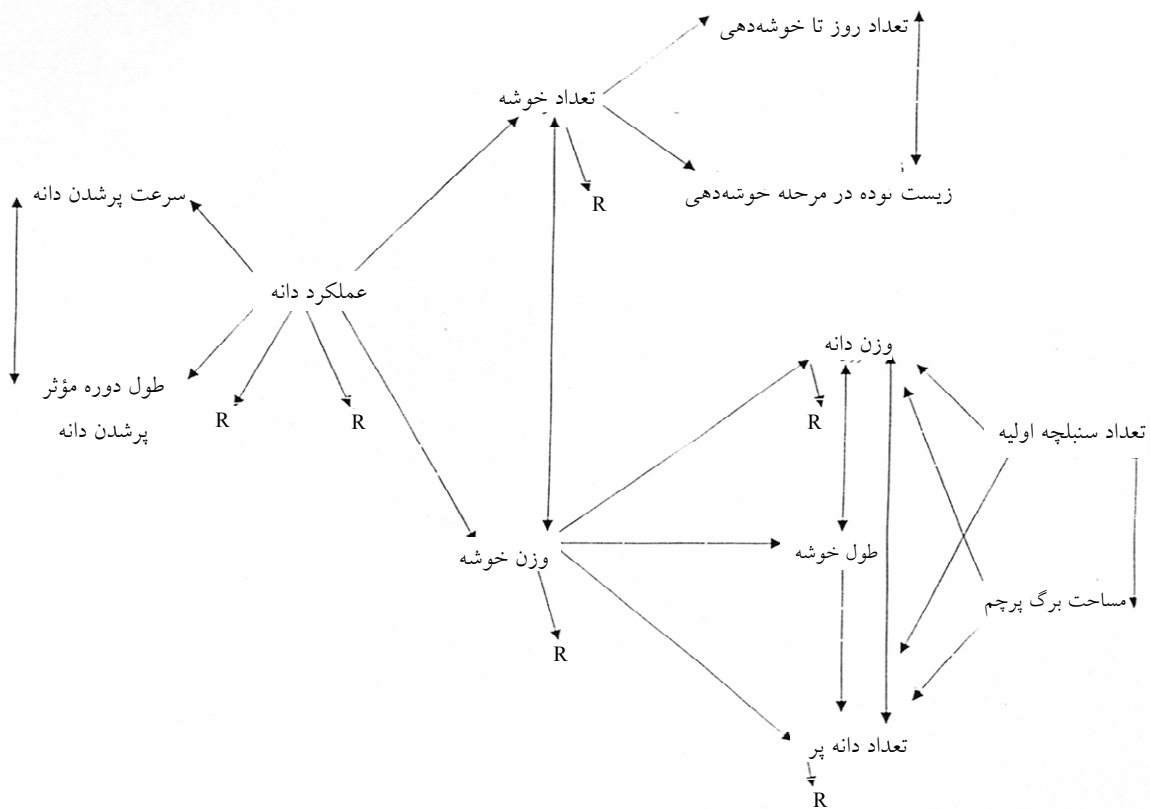 تعداد روز تا خوشه‌دهی
تعداد خوشه
زیست توده در مرحله خوشه‌دهی
R
سرعت پرشدن دانه
عملکرد دانه
طول دوره مؤثر
پرشدن دانه
R
R
وزن دانه
R
تعداد سنبلچه اولیه
طول خوشه
وزن خوشه
مساحت برگ پرچم
R
تعداد دانه پر
R